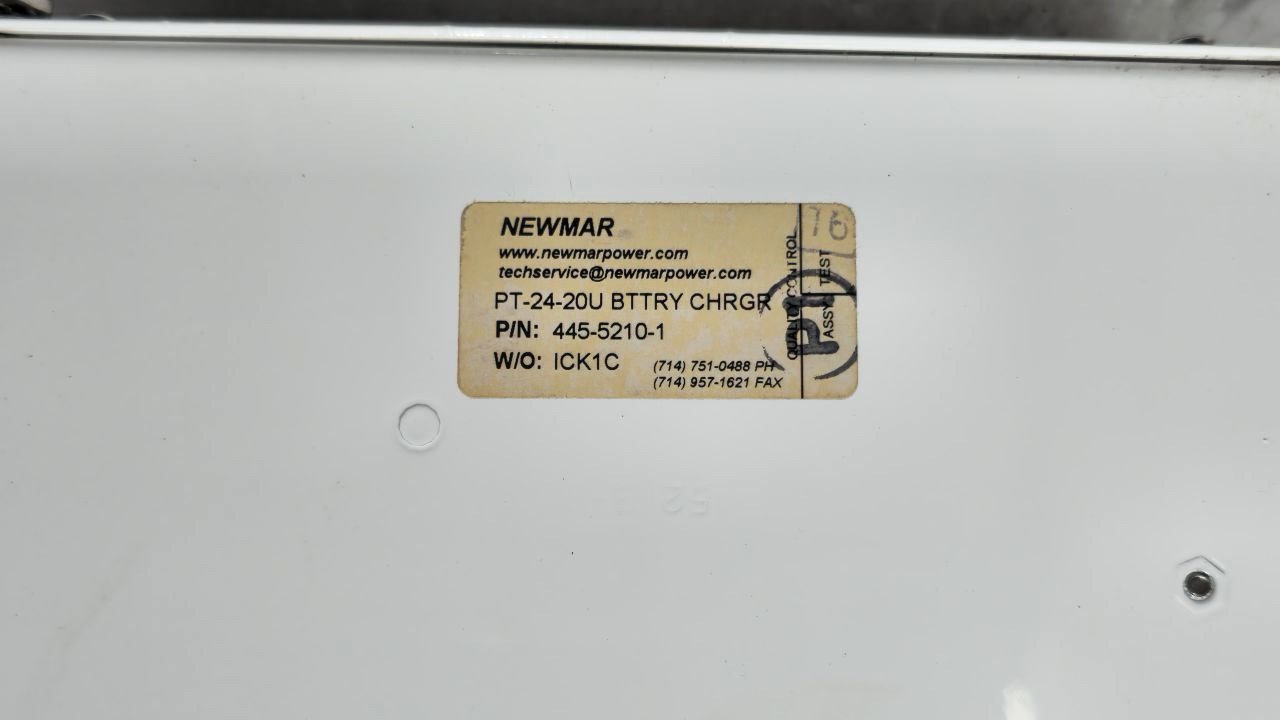 NEWMAR
www.newmarpower.com
techservice@newmarpower.com
PT-24-20U BTTRY CHRGR
P/N: 445-5210-1
W/O: ICK1C
(714) 751-0488 PH
(714) 957-1621 FAX
QUALITY CONTROL
ASSY TEST
16